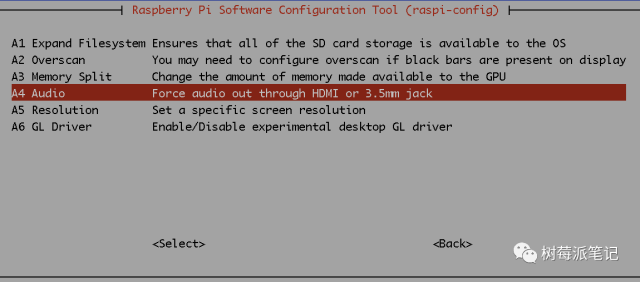 Raspberry Pi Software Configuration Tool (raspi-config)
A1 Expand Filesystem Ensures that all of the SD card storage is available to the OS
A2 Overscan You may need to configure overscan if black bars are present on display
A3 Memory Split Change the amount of memory made available to the GPU
A4 Audio Force audio out through HDMI or 3.5mm jack
A5 Resolution Set a specific screen resolution
A6 GL Driver Enable/Disable experimental desktop GL driver
<Select> <Back>
树莓派笔记